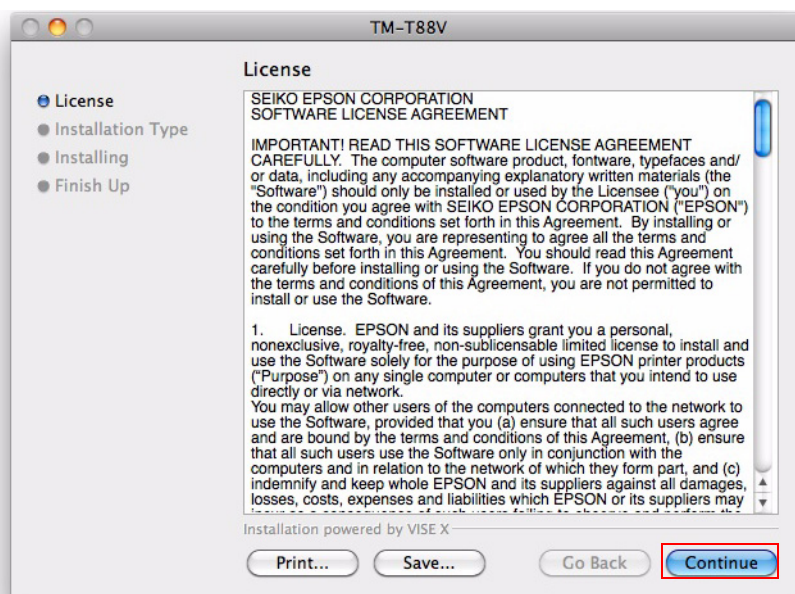 TM-T88V
License
License
Installation Type
Installing
Finish Up
SEIKO EPSON CORPORATION
SOFTWARE LICENSE AGREEMENT
IMPORTANT! READ THIS SOFTWARE LICENSE AGREEMENT
CAREFULLY. The computer software product, fontware, typefaces and/
or data, including any accompanying explanatory written materials (the
"Software") should only be installed or used by the Licensee ("you") on
the condition you agree with SEIKO EPSON CORPORATION ("EPSON")
to the terms and conditions set forth in this Agreement. By installing or
using the Software, you are representing to agree all the terms and
conditions set forth in this Agreement. You should read this Agreement
carefully before installing or using the Software. If you do not agree with
the terms and conditions of this Agreement, you are not permitted to
install or use the Software.
1. License. EPSON and its suppliers grant you a personal,
nonexclusive, royalty-free, non-sublicensable limited license to install and
use the Software solely for the purpose of using EPSON printer products
("Purpose") on any single computer or computers that you intend to use
directly or via network.
You may allow other users of the computers connected to the network to
use the Software, provided that you (a) ensure that all such users agree
and are bound by the terms and conditions of this Agreement, (b) ensure
that all such users use the Software only in conjunction with the
computers and in relation to the network of which they form part, and (c)
indemnify and keep whole EPSON and its suppliers against all damages,
losses, costs, expenses and liabilities which EPSON or its suppliers may
Installation powered by VISE X
Print... Save... Go Back Continue